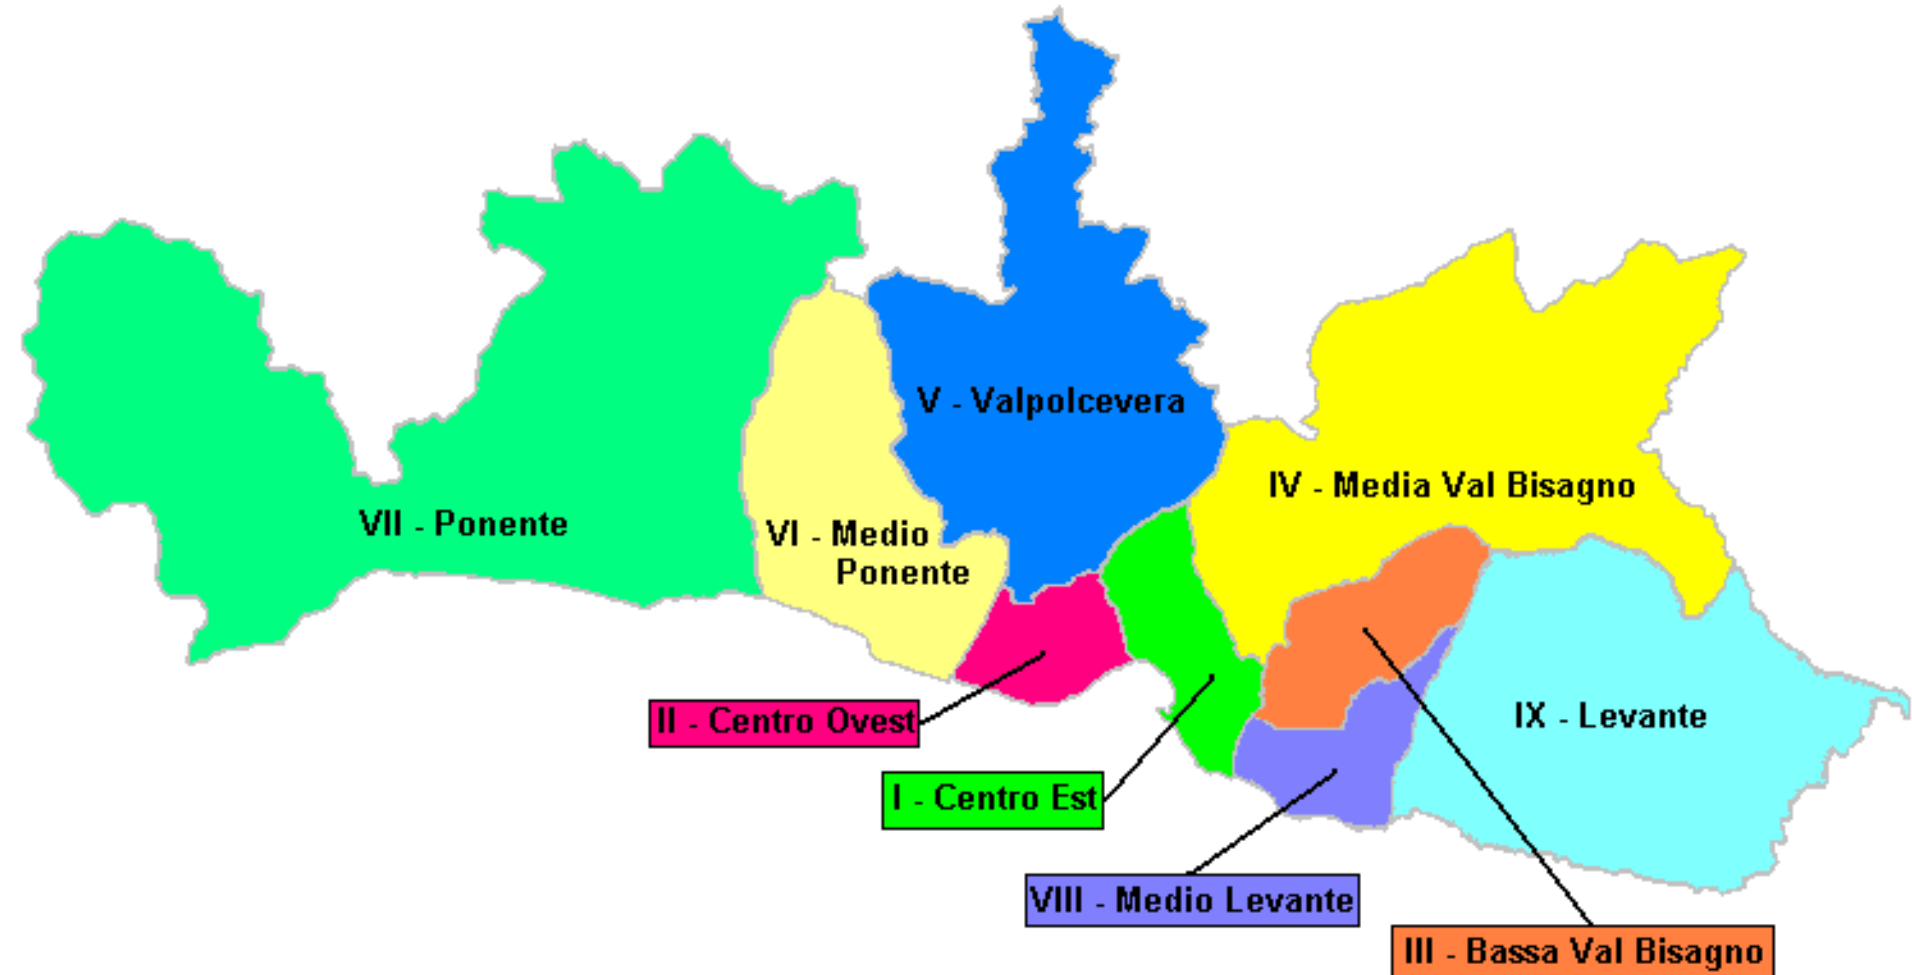 V - Valpolcevera
IV - Media Val Bisagno
VII - Ponente
VI - Medio
Ponente
IX - Levante
II - Centro Ovest
I - Centro Est
VIII - Medio Levante
III - Bassa Val Bisagno